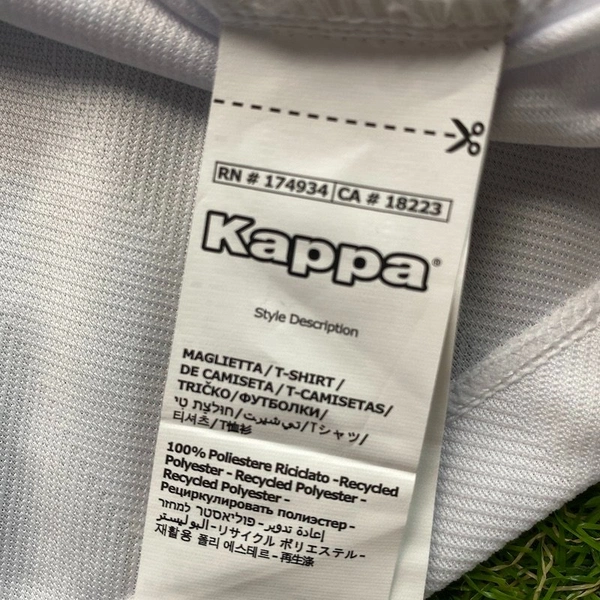 RN # 174934 CA # 18223
Kappa®
Style Description
MAGLIETTA / T-SHIRT /
DE CAMISETA / T-CAMISETAS/
TRIČKO/ФУТБОЛКИ/
חולצת טי/تي شيرت/Tシャツ/
티셔츠/T恤衫
100% Poliestere Riciclato -Recycled
Polyester - Recycled Polyester -
Recycled Polyester -
Рециркулировать полиэстер -
פוליאסטר למחזור - إعادة تدوير
البوليستر-リサイクル ポリエステル -
재활용 폴리 에스테르 - 再生涤